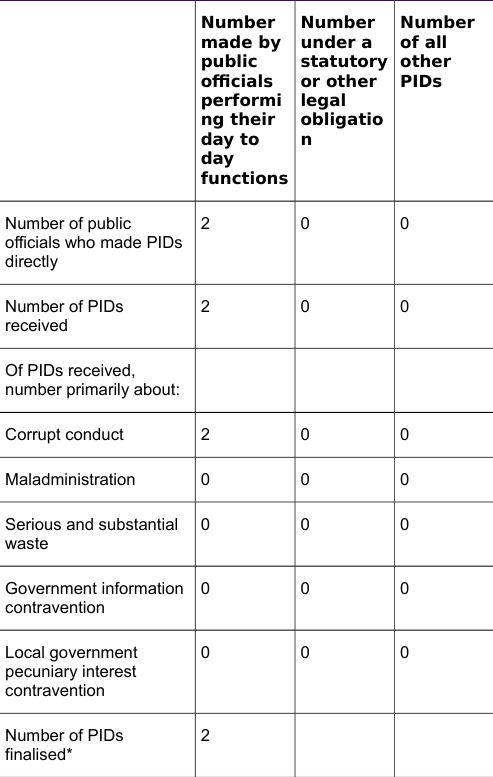 Number
made by
public
officials
performi
ng their
day to
day
functions
Number
under a
statutory
or other
legal
obligatio
n
Number
of all
other
PIDs
Number of public
officials who made PIDs
directly
2
0
0
Number of PIDs
received
2
0
0
Of PIDs received,
number primarily about:
Corrupt conduct
2
0
0
Maladministration
0
0
0
Serious and substantial
waste
0
0
0
Government information
contravention
0
0
0
Local government
pecuniary interest
contravention
0
0
0
Number of PIDs
finalised*
2